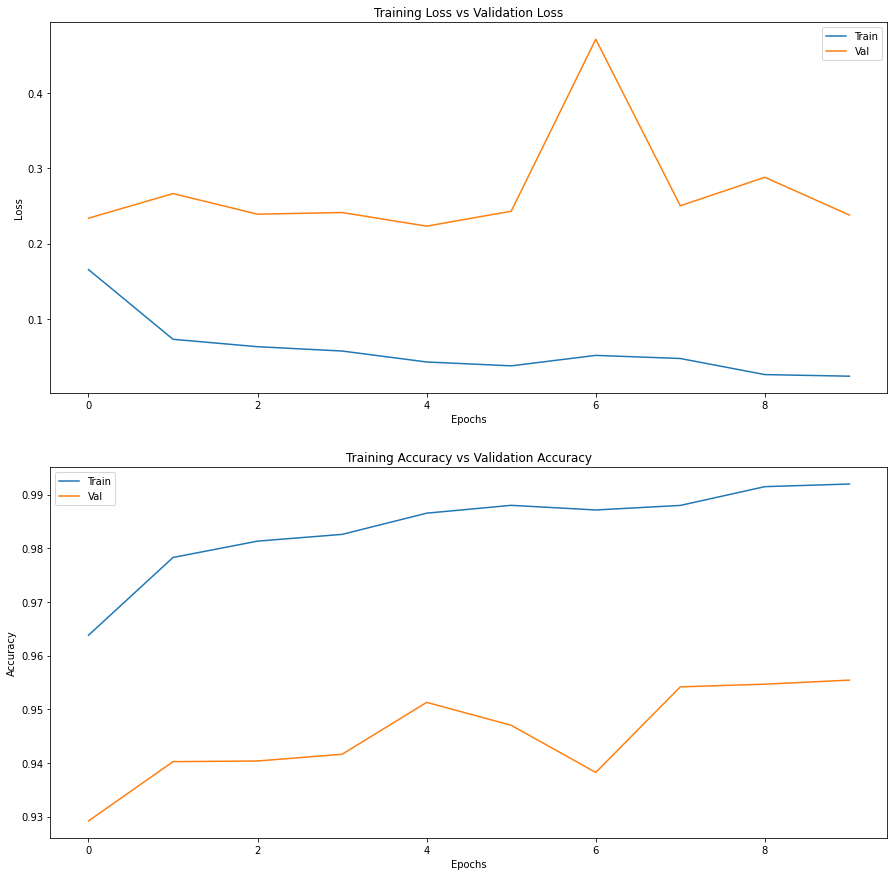 Training Loss vs Validation Loss
Train
Val
0.4
0.3
0.2
0.1
Loss
0 2 4 6 8
Epochs
Training Accuracy vs Validation Accuracy
Train
Val
0.99
0.98
0.97
0.96
0.95
0.94
0.93
Accuracy
0 2 4 6 8
Epochs